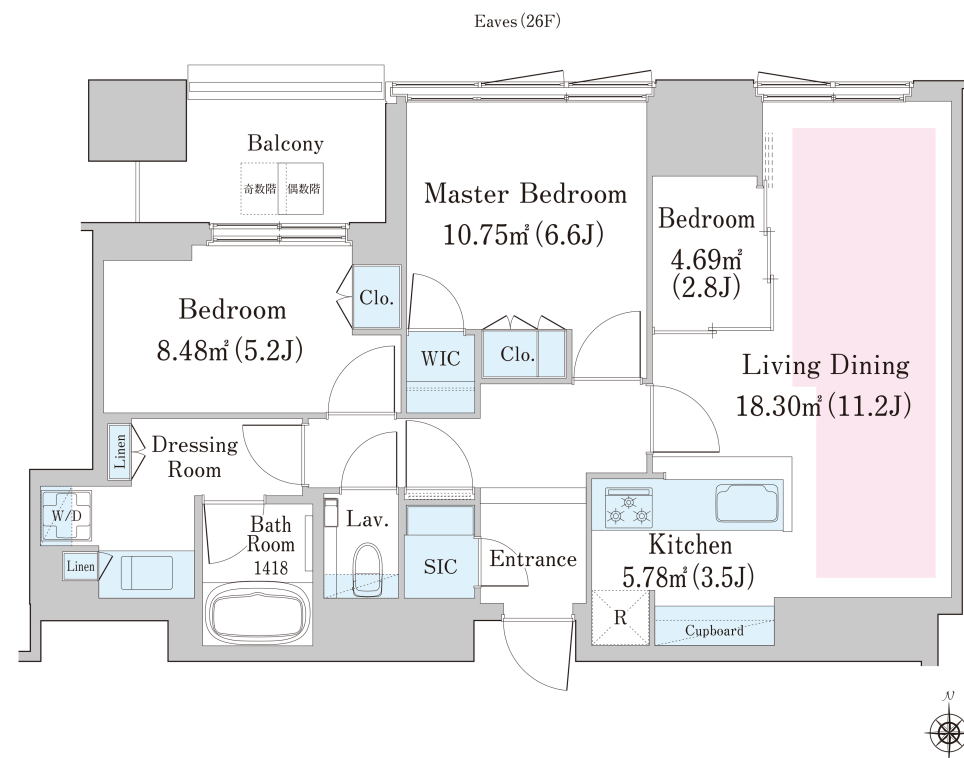 Eaves (26F)
Balcony
奇数階
偶数階
Master Bedroom
10.75㎡ (6.6J)
Bedroom
4.69㎡
(2.8J)
Bedroom
8.48㎡ (5.2J)
Clo.
WIC
Clo.
Living Dining
18.30㎡ (11.2J)
Linen
Dressing
Room
W/D
Linen
Bath
Room
1418
Lav.
SIC
Entrance
Kitchen
5.78㎡ (3.5J)
R
Cupboard
N